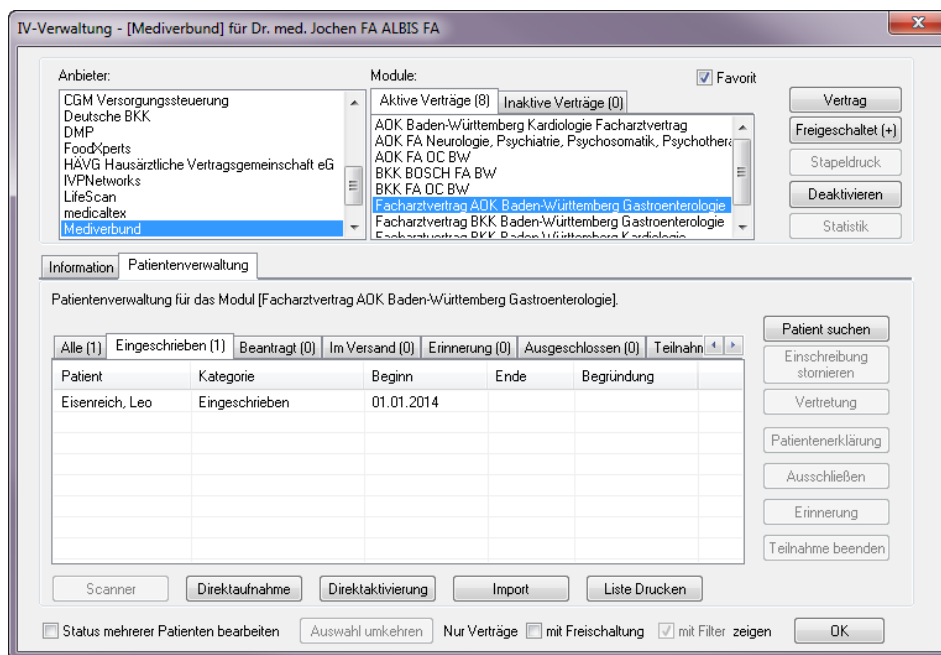 IV-Verwaltung - [Mediverbund] für Dr. med. Jochen FA ALBIS FA
Anbieter:
CGM Versorgungssteuerung
Deutsche BKK
DMP
FoodXperts
HÄVG Hausärztliche Vertragsgemeinschaft eG
IVPNetworks
LifeScan
medicaltex
Mediverbund
Module:
Favorit
Aktive Verträge (8) Inaktive Verträge (0)
AOK Baden-Württemberg Kardiologie Facharztvertrag
AOK FA Neurologie, Psychiatrie, Psychosomatik, Psychothera
AOK FA OC BW
BKK BOSCH FA BW
BKK FA OC BW
Facharztvertrag AOK Baden-Württemberg Gastroenterologie
Facharztvertrag BKK Baden-Württemberg Gastroenterologie
Facharztvertrag BKK Baden-Württemberg Kardiologie
Vertrag
Freigeschaltet (+)
Stapeldruck
Deaktivieren
Statistik
Information Patientenverwaltung
Patientenverwaltung für das Modul [Facharztvertrag AOK Baden-Württemberg Gastroenterologie].
Alle (1) Eingeschrieben (1) Beantragt (0) Im Versand (0) Erinnerung (0) Ausgeschlossen (0) Teilnahm
Patient Kategorie Beginn Ende Begründung
Eisenreich, Leo Eingeschrieben 01.01.2014
Patient suchen
Einschreibung
stornieren
Vertretung
Patientenerklärung
Ausschließen
Erinnerung
Teilnahme beenden
Scanner Direktaufnahme Direktaktivierung Import Liste Drucken
Status mehrerer Patienten bearbeiten Auswahl umkehren Nur Verträge mit Freischaltung mit Filter zeigen OK